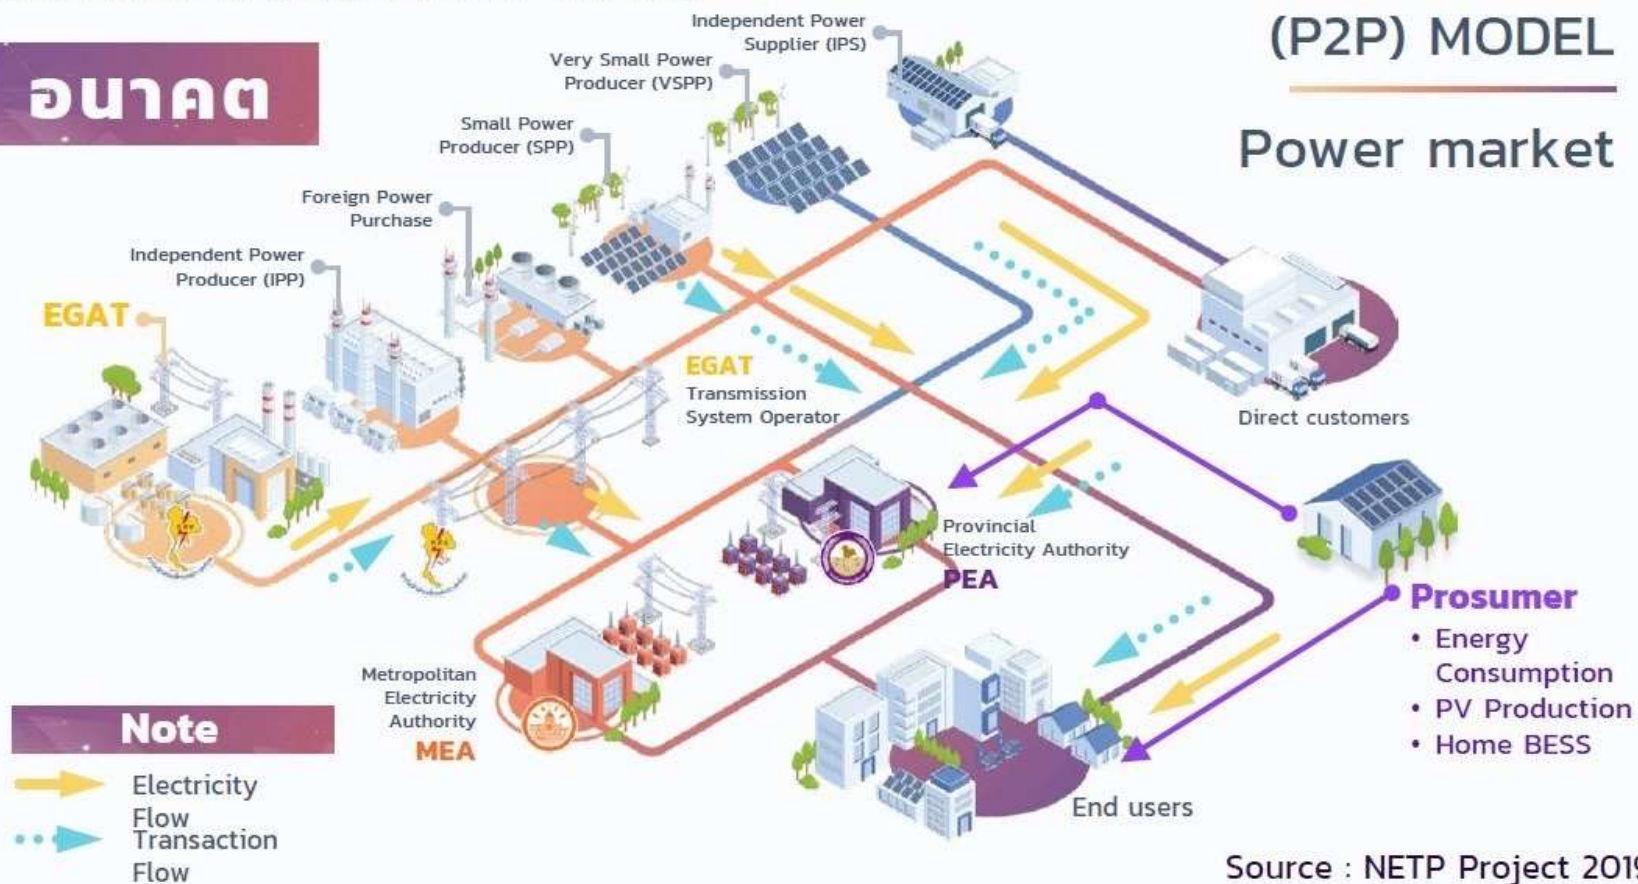 อนาคต
(P2P) MODEL
Power market
Independent Power
Supplier (IPS)
Very Small Power
Producer (VSPP)
Small Power
Producer (SPP)
Foreign Power
Purchase
Independent Power
Producer (IPP)
EGAT
EGAT
Transmission
System Operator
Direct customers
Provincial
Electricity Authority
PEA
Metropolitan
Electricity
Authority
MEA
Prosumer
• Energy
Consumption
• PV Production
• Home BESS
End users
Note
Electricity
Flow
Transaction
Flow
Source : NETP Project 2019